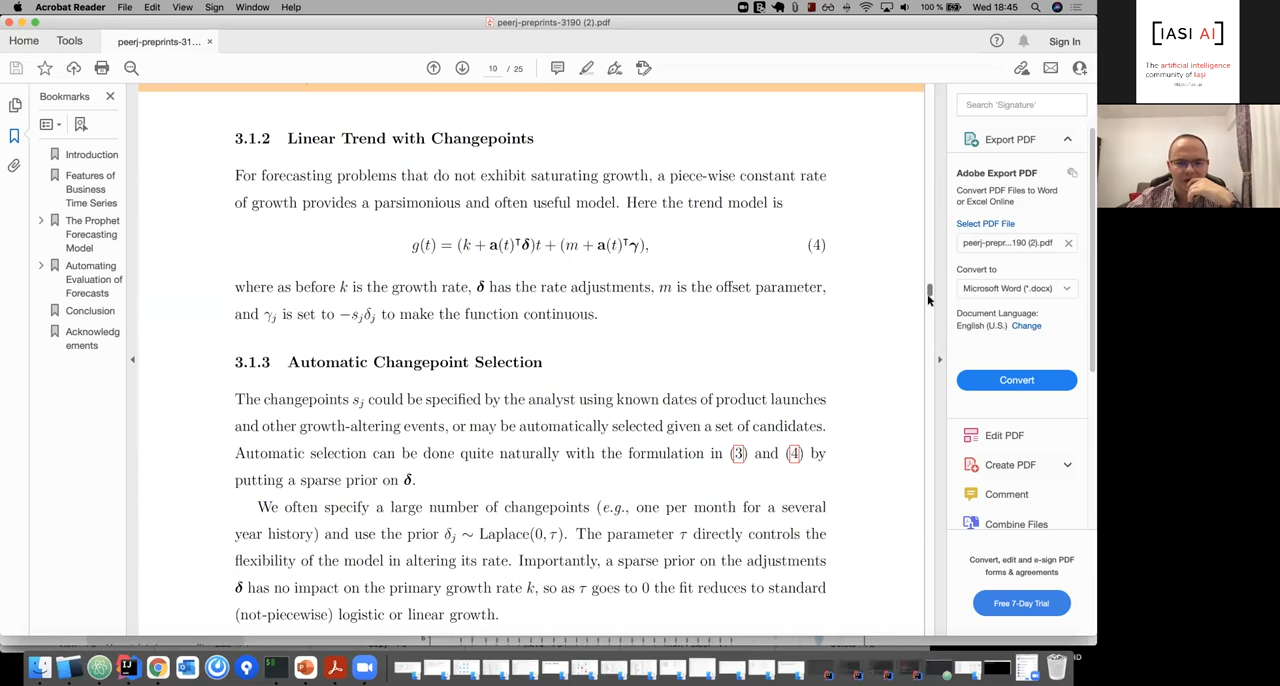 Acrobat Reader File Edit View Sign Window Help 100 % Wed 18:45
peerj-preprints-3190 (2).pdf
Home Tools peerj-preprints-31... × Sign In
10 / 25
Bookmarks
Introduction
Features of
Business
Time Series
The Prophet
Forecasting
Model
Automating
Evaluation of
Forecasts
Conclusion
Acknowledg
ements
3.1.2 Linear Trend with Changepoints
For forecasting problems that do not exhibit saturating growth, a piece-wise constant rate
of growth provides a parsimonious and often useful model. Here the trend model is
g(t) = (k + a(t)ᵀδ)t + (m + a(t)ᵀγ), (4)
where as before k is the growth rate, δ has the rate adjustments, m is the offset parameter,
and γj is set to −sjδj to make the function continuous.
3.1.3 Automatic Changepoint Selection
The changepoints sj could be specified by the analyst using known dates of product launches
and other growth-altering events, or may be automatically selected given a set of candidates.
Automatic selection can be done quite naturally with the formulation in (3) and (4) by
putting a sparse prior on δ.
We often specify a large number of changepoints (e.g., one per month for a several
year history) and use the prior δj ∼ Laplace(0, τ). The parameter τ directly controls the
flexibility of the model in altering its rate. Importantly, a sparse prior on the adjustments
δ has no impact on the primary growth rate k, so as τ goes to 0 the fit reduces to standard
(not-piecewise) logistic or linear growth.
Search 'Signature'
Export PDF
Adobe Export PDF
Convert PDF Files to Word
or Excel Online
Select PDF File
peerj-prepr...190 (2).pdf
Convert to
Microsoft Word (*.docx)
Document Language:
English (U.S.) Change
Convert
Edit PDF
Create PDF
Comment
Combine Files
Convert, edit and e-sign PDF
forms & agreements
Free 7-Day Trial
[IASI AI]
The artificial intelligence
community of Iași